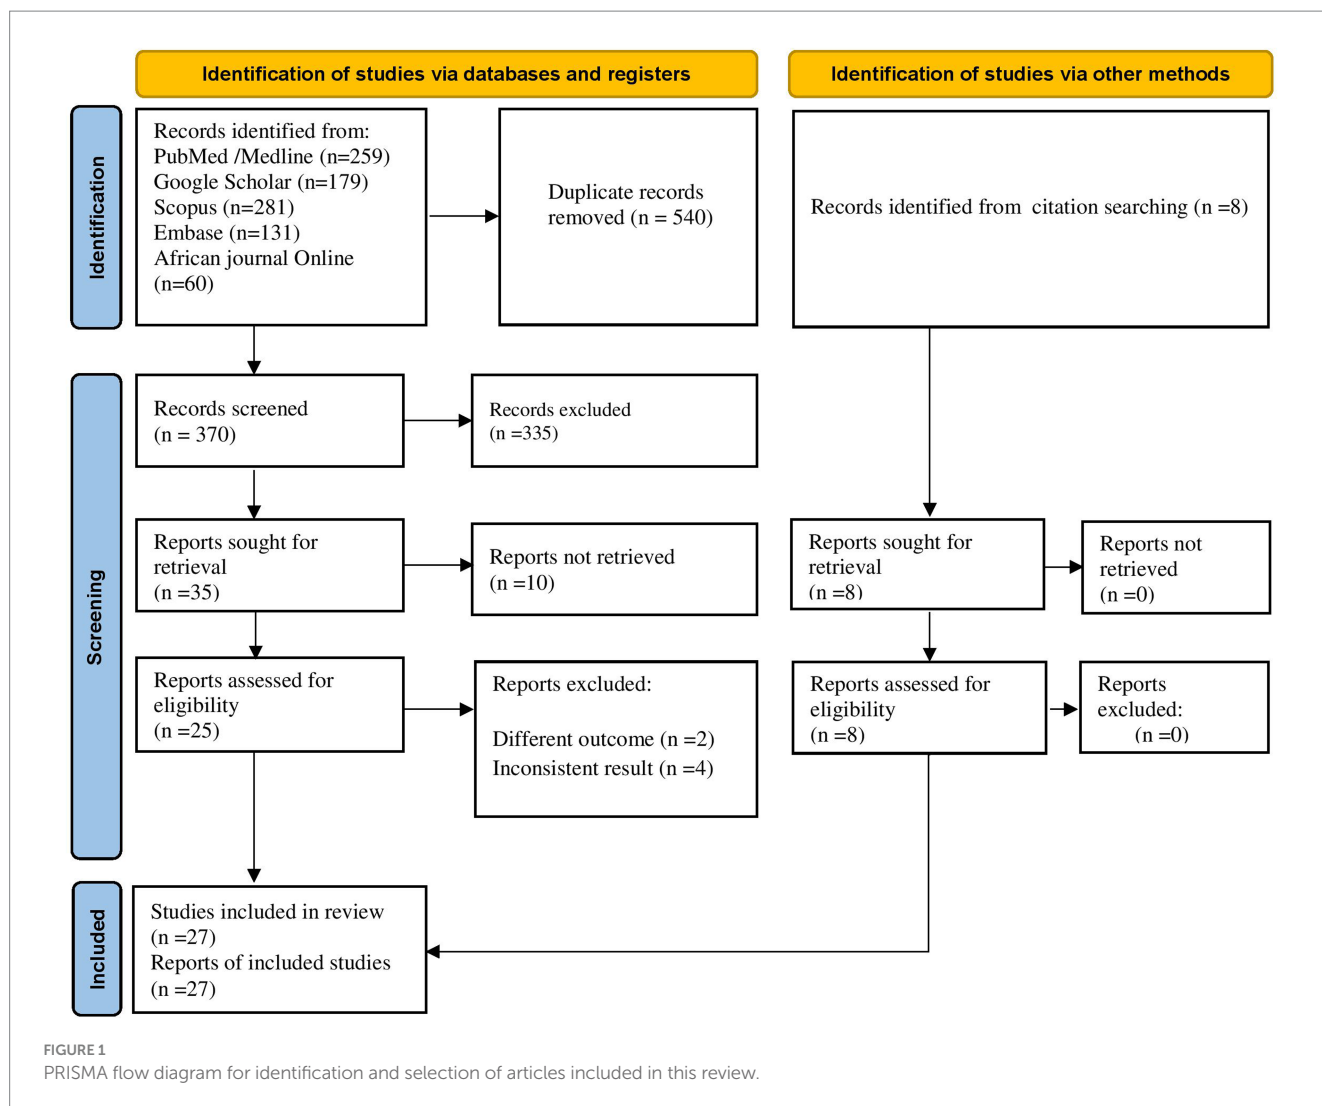 Identification of studies via databases and registers
Identification of studies via other methods
Identification
Records identified from:
PubMed /Medline (n=259)
Google Scholar (n=179)
Scopus (n=281)
Embase (n=131)
African journal Online
(n=60)
Duplicate records
removed (n = 540)
Records identified from citation searching (n =8)
Screening
Records screened
(n = 370)
Records excluded
(n =335)
Reports sought for
retrieval
(n =35)
Reports not retrieved
(n =10)
Reports sought for
retrieval
(n =8)
Reports not
retrieved
(n =0)
Reports assessed for
eligibility
(n =25)
Reports excluded:
Different outcome (n =2)
Inconsistent result (n =4)
Reports assessed for
eligibility
(n =8)
Reports
excluded:
(n =0)
Included
Studies included in review
(n =27)
Reports of included studies
(n =27)
FIGURE 1
PRISMA flow diagram for identification and selection of articles included in this review.